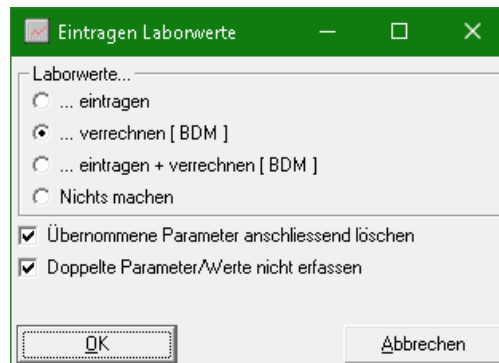 Eintragen Laborwerte
Laborwerte...
... eintragen
... verrechnen [ BDM ]
... eintragen + verrechnen [ BDM ]
Nichts machen
Übernommene Parameter anschliessend löschen
Doppelte Parameter/Werte nicht erfassen
OK
Abbrechen